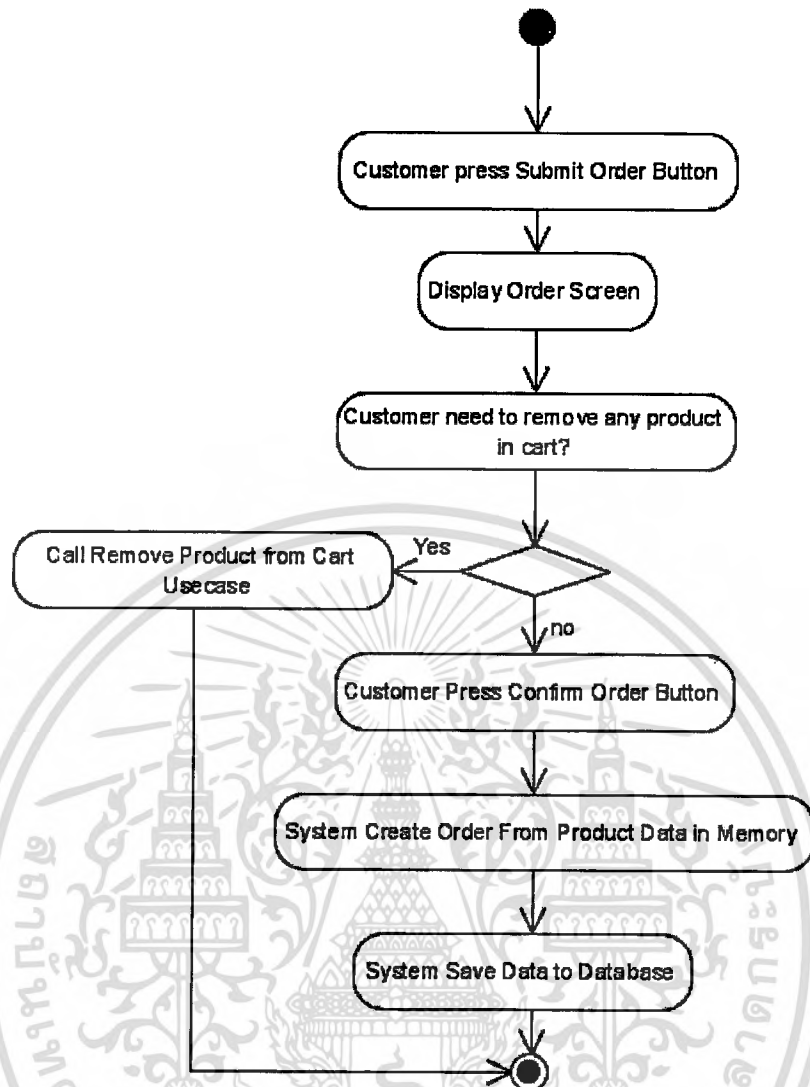 Customer press Submit Order Button
Display Order Screen
Customer need to remove any product
in cart?
Yes
Call Remove Product from Cart
Usecase
no
Customer Press Confirm Order Button
System Create Order From Product Data in Memory
System Save Data to Database